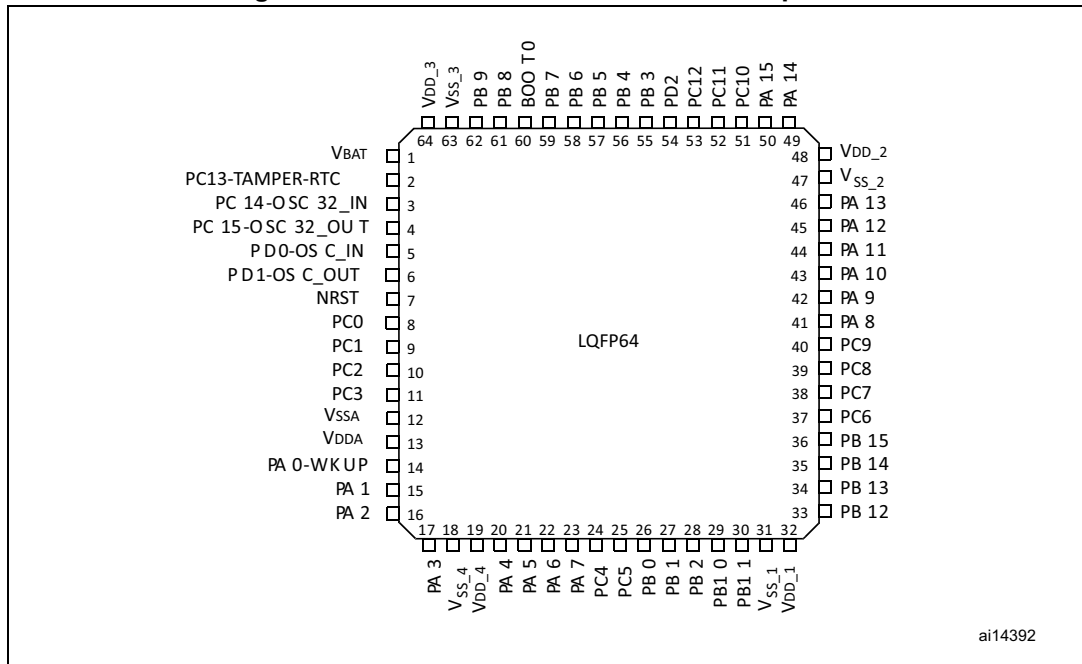 VDD_3
VSS_3
PB 9
PB 8
BOO T0
PB 7
PB 6
PB 5
PB 4
PB 3
PD2
PC12
PC11
PC10
PA 15
PA 14
64 63 62 61 60 59 58 57 56 55 54 53 52 51 50 49
VBAT 1
PC13-TAMPER-RTC 2
PC 14-O SC 32_IN 3
PC 15-O SC 32_OU T 4
P D0-OS C_IN 5
P D1-OS C_OUT 6
NRST 7
PC0 8
PC1 9
PC2 10
PC3 11
VSSA 12
VDDA 13
PA 0-WK UP 14
PA 1 15
PA 2 16
LQFP64
48 VDD_2
47 VSS_2
46 PA 13
45 PA 12
44 PA 11
43 PA 10
42 PA 9
41 PA 8
40 PC9
39 PC8
38 PC7
37 PC6
36 PB 15
35 PB 14
34 PB 13
33 PB 12
17 18 19 20 21 22 23 24 25 26 27 28 29 30 31 32
PA 3
VSS_4
VDD_4
PA 4
PA 5
PA 6
PA 7
PC4
PC5
PB 0
PB 1
PB 2
PB1 0
PB1 1
VSS_1
VDD_1
ai14392